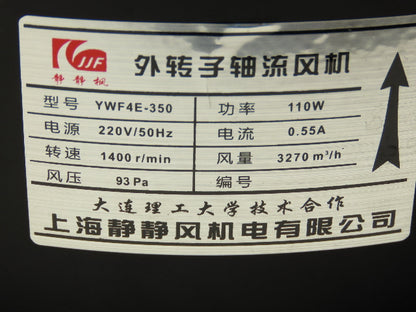 JJF
静静枫
外转子轴流风机
型号 YWF4E-350 功率 110W
电源 220V/50Hz 电流 0.55A
转速 1400 r/min 风量 3270 m³/h
风压 93 Pa 编号
大连理工大学技术合作
上海静静风机电有限公司